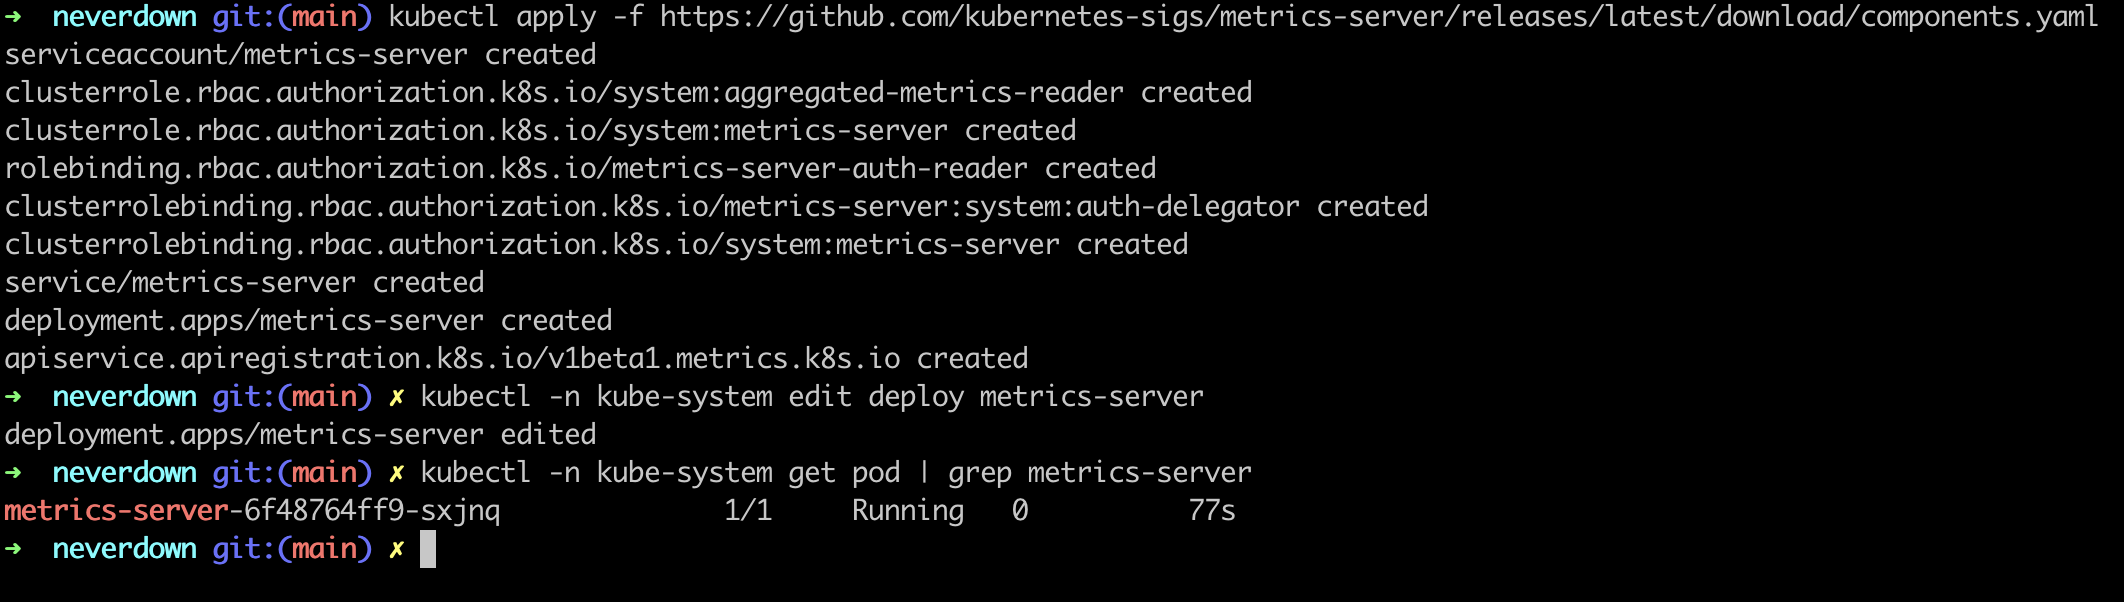 ➜  neverdown git:(main) kubectl apply -f https://github.com/kubernetes-sigs/metrics-server/releases/latest/download/components.yaml
serviceaccount/metrics-server created
clusterrole.rbac.authorization.k8s.io/system:aggregated-metrics-reader created
clusterrole.rbac.authorization.k8s.io/system:metrics-server created
rolebinding.rbac.authorization.k8s.io/metrics-server-auth-reader created
clusterrolebinding.rbac.authorization.k8s.io/metrics-server:system:auth-delegator created
clusterrolebinding.rbac.authorization.k8s.io/system:metrics-server created
service/metrics-server created
deployment.apps/metrics-server created
apiservice.apiregistration.k8s.io/v1beta1.metrics.k8s.io created
➜  neverdown git:(main) ✗ kubectl -n kube-system edit deploy metrics-server
deployment.apps/metrics-server edited
➜  neverdown git:(main) ✗ kubectl -n kube-system get pod | grep metrics-server
metrics-server-6f48764ff9-sxjnq              1/1     Running   0          77s
➜  neverdown git:(main) ✗